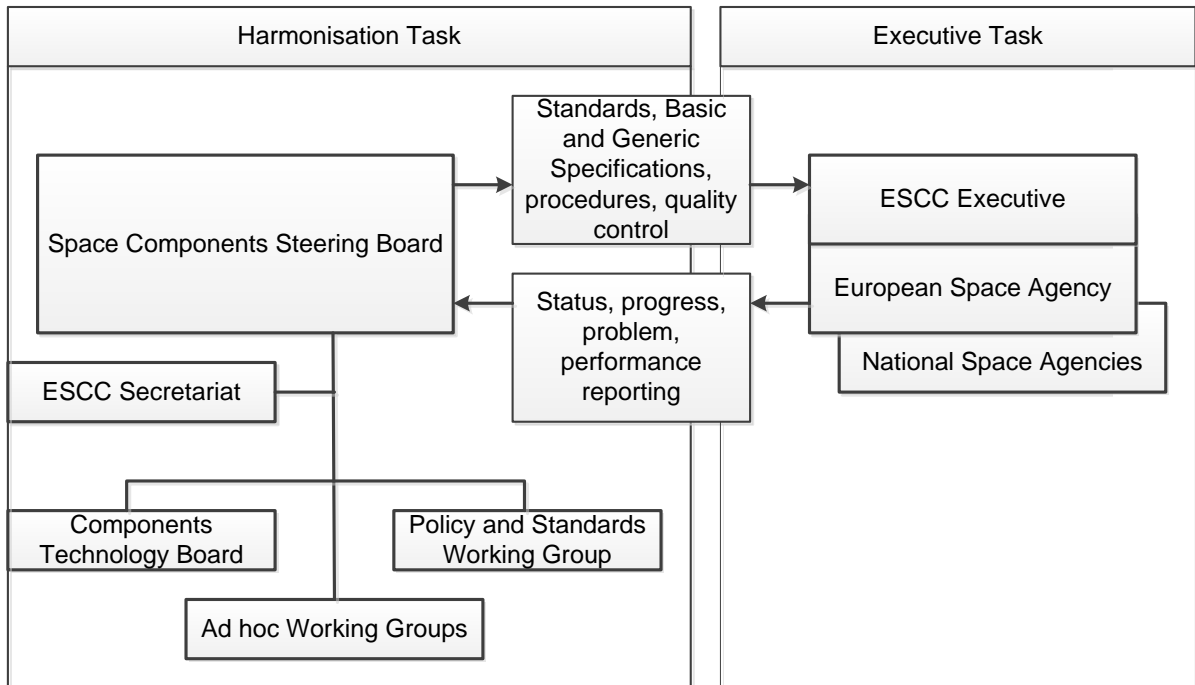 Harmonisation Task
Executive Task
Standards, Basic
and Generic
Specifications,
procedures, quality
control
Space Components Steering Board
ESCC Executive
European Space Agency
National Space Agencies
Status, progress,
problem,
performance
reporting
ESCC Secretariat
Components
Technology Board
Policy and Standards
Working Group
Ad hoc Working Groups